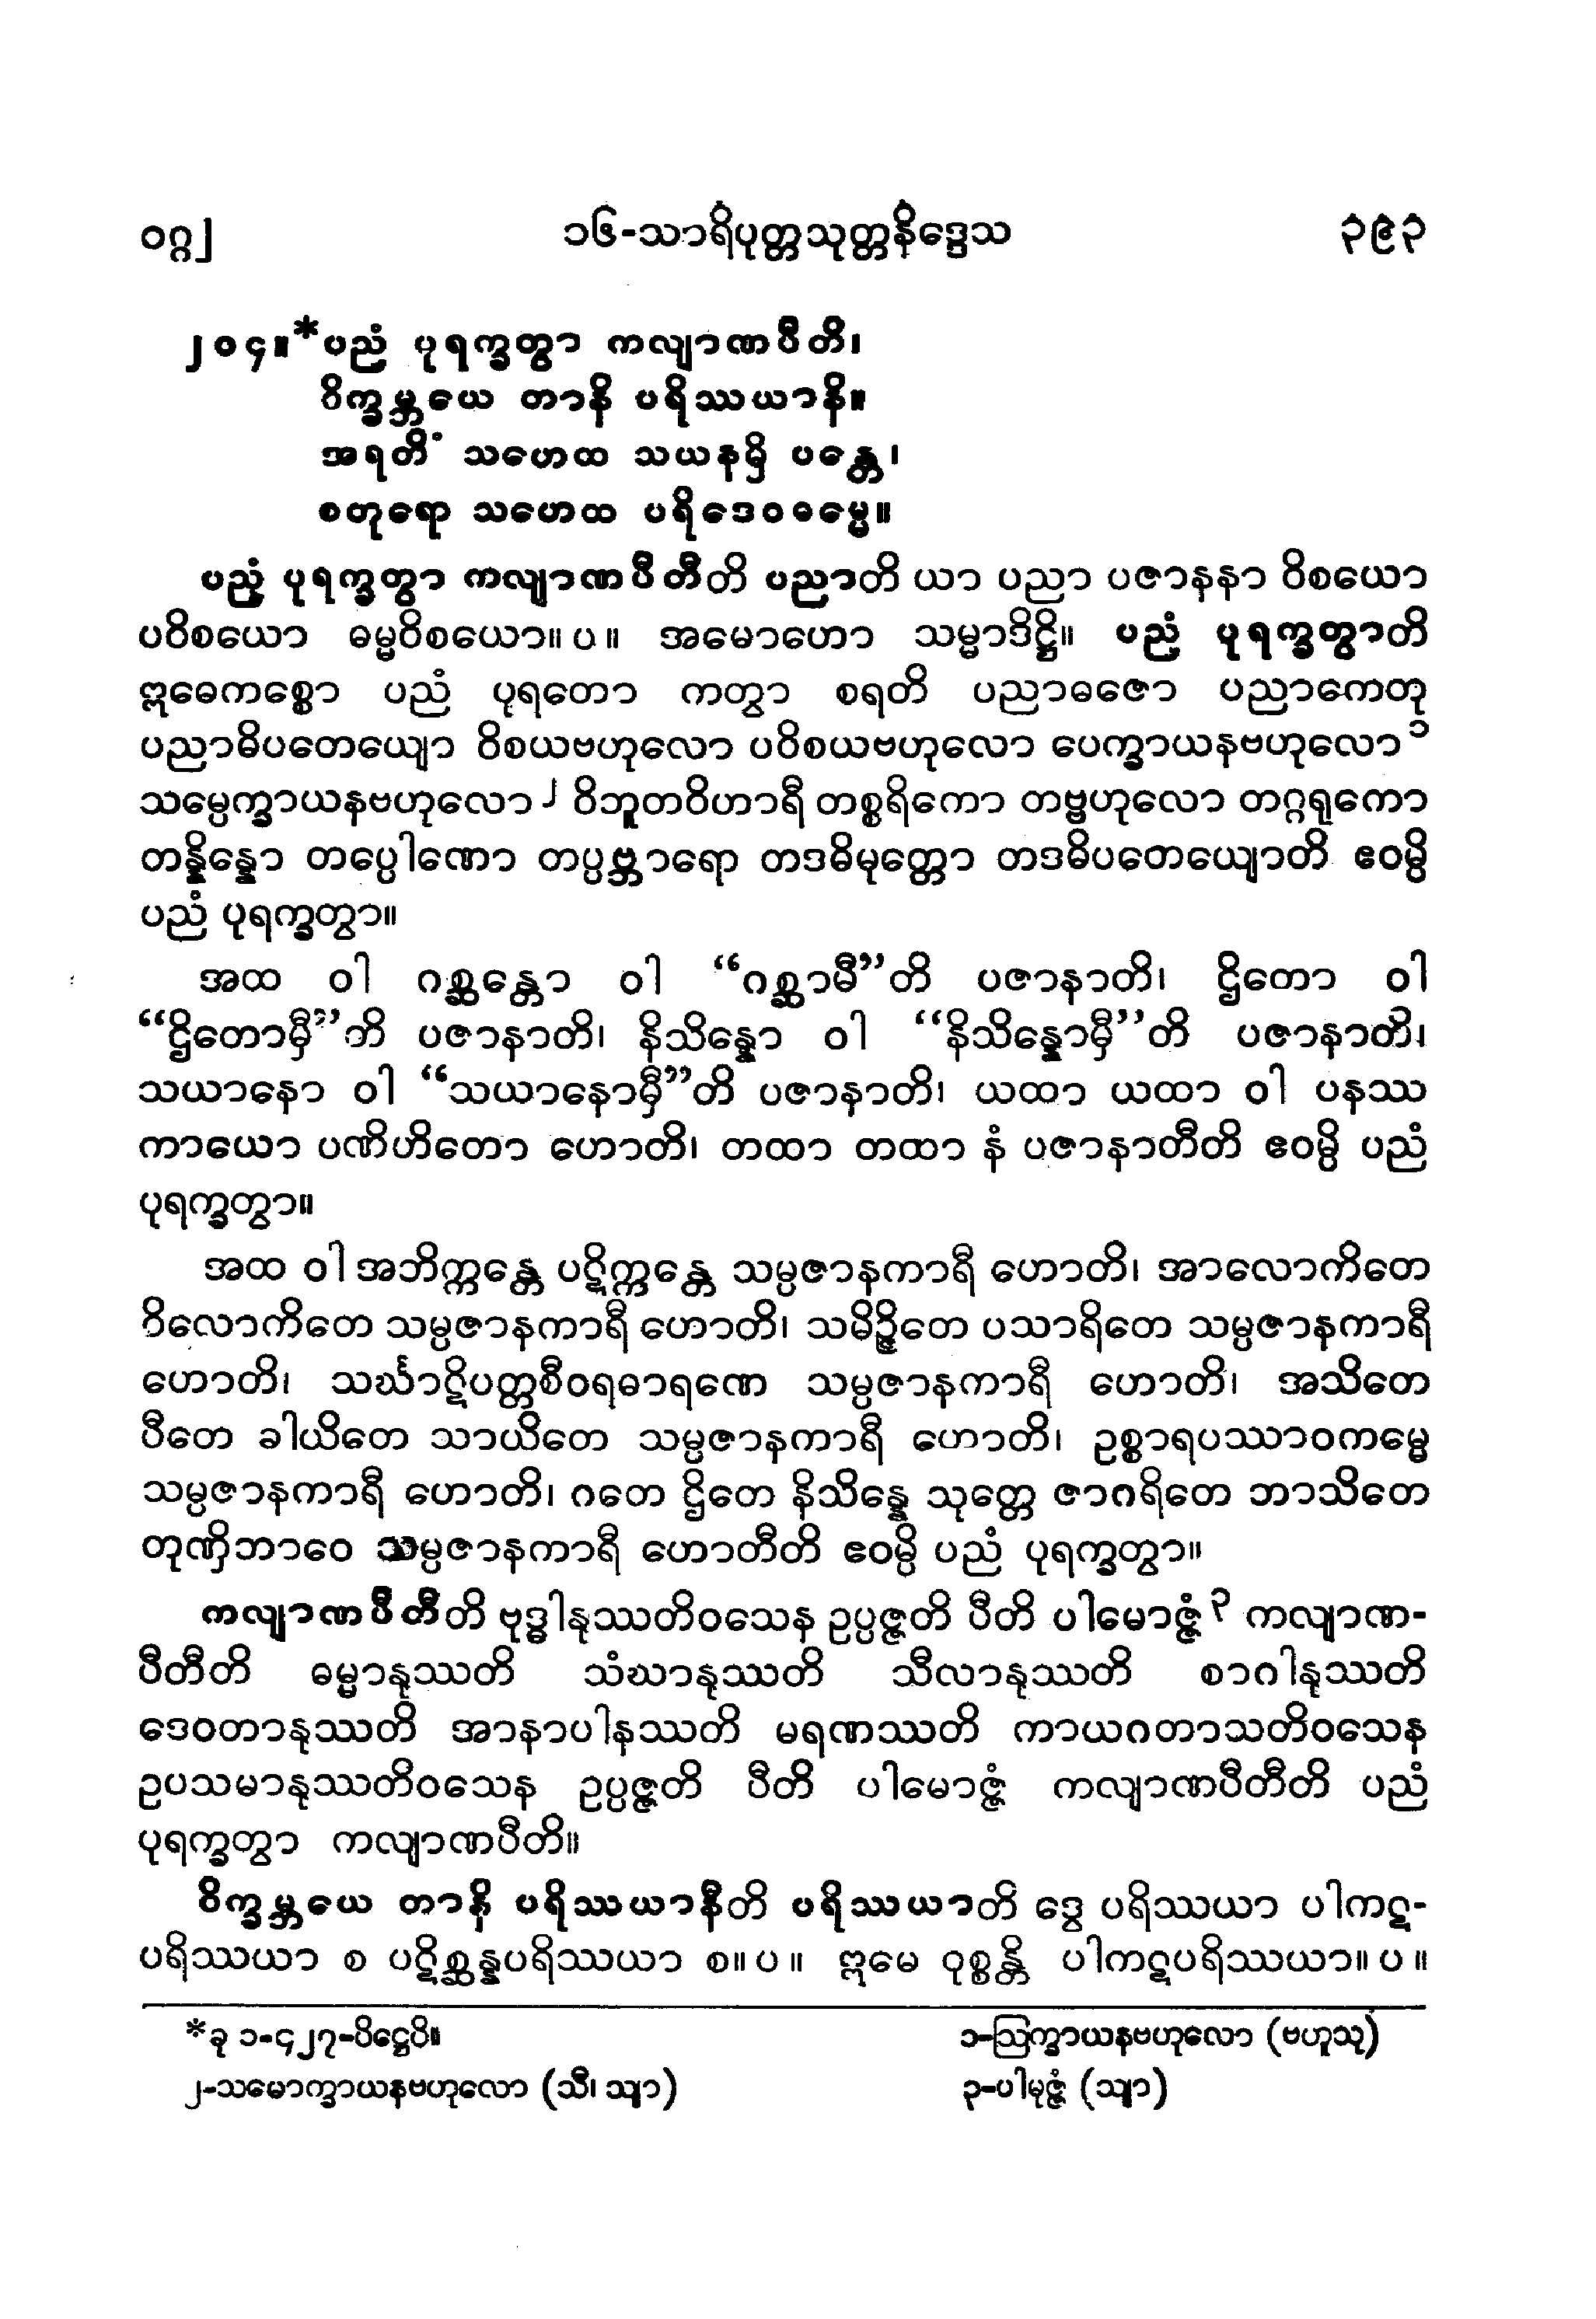 ဝဂ္ဂ၂ ၁၆-သာရိပုတ္တသုတ္တနိဒ္ဒေသ ၃၉၃
၂၀၄။*ပညံ ပုရက္ခတွာ ကလျာဏပီတိ၊
ဝိက္ခမ္ဘယေ တာနိ ပရိဿယာနိ။
အရတိံ သဟေထ သယနမှိ ပန္တေ၊
စတုရော သဟေထ ပရိဒေဝဓမ္မေ။
ပညံ ပုရက္ခတွာ ကလျာဏပီတီတိ ပညာတိ ယာ ပညာ ပဇာနနာ ဝိစယော
ပဝိစယော ဓမ္မဝိစယော။ပ။ အမောဟော သမ္မာဒိဋ္ဌိ။ ပညံ ပုရက္ခတွာတိ
ဣဓေကစ္စော ပညံ ပုရတော ကတွာ စရတိ ပညာဓဇော ပညာကေတု
ပညာဓိပတေယျော ဝိစယဗဟုလော ပဝိစယဗဟုလော ပေက္ခာယနဗဟုလော ၁
သမ္ပေက္ခာယနဗဟုလော ၂ ဝိဘူတဝိဟာရီ တစ္စရိကော တဗ္ဗဟုလော တဂ္ဂရုကော
တန္နိန္နော တပ္ပေါဏော တပ္ပဗ္ဘာရော တဒဓိမုတ္တော တဒဓိပတေယျောတိ ဧဝမ္ပိ
ပညံ ပုရက္ခတွာ။
အထ ဝါ ဂစ္ဆန္တော ဝါ “ဂစ္ဆာမီ”တိ ပဇာနာတိ၊ ဌိကော ဝါ
“ဌိတောမှီ”တိ ပဇာနာတိ၊ နိသိန္နော ဝါ “နိသိန္နောမှီ”တိ ပဇာနာတိ၊
သယာနော ဝါ “သယာနောမှီ”တိ ပဇာနာတိ၊ ယထာ ယထာ ဝါ ပနဿ
ကာယော ပဏိဟိတော ဟောတိ၊ တထာ တထာ နံ ပဇာနာတီတိ ဧဝမ္ပိ ပညံ
ပုရက္ခတွာ။
အထ ဝါ အဘိက္ကန္တေ ပဋိက္ကန္တေ သမ္ပဇာနကာရီ ဟောတိ၊ အာလောကိတေ
ဝိလောကိတေ သမ္ပဇာနကာရီ ဟောတိ၊ သမိဉ္ဇိတေ ပသာရိတေ သမ္ပဇာနကာရီ
ဟောတိ၊ သင်္ဃာဋိပတ္တစီဝရဓာရဏေ သမ္ပဇာနကာရီ ဟောတိ၊ အသိတေ
ပီတေ ခါယိတေ သာယိတေ သမ္ပဇာနကာရီ ဟောတိ၊ ဥစ္စာရပဿာဝကမ္မေ
သမ္ပဇာနကာရီ ဟောတိ၊ ဂတေ ဌိတေ နိသိန္နေ သုတ္တေ ဇာဂရိတေ ဘာသိတေ
တုဏှိဘာဝေ သမ္ပဇာနကာရီ ဟောတီတိ ဧဝမ္ပိ ပညံ ပုရက္ခတွာ။
ကလျာဏပီတီတိ ဗုဒ္ဓါနုဿတိဝသေန ဥပ္ပဇ္ဇတိ ပီတိ ပါမောဇ္ဇံ ၃ ကလျာဏ-
ပီတီတိ ဓမ္မာနုဿတိ သံဃာနုဿတိ သီလာနုဿတိ စာဂါနုဿတိ
ဒေဝတာနုဿတိ အာနာပါနဿတိ မရဏဿတိ ကာယဂတာသတိဝသေန
ဥပသမာနုဿတိဝသေန ဥပ္ပဇ္ဇတိ ပီတိ ပါမောဇ္ဇံ ကလျာဏပီတီတိ ပညံ
ပုရက္ခတွာ ကလျာဏပီတိ။
ဝိက္ခမ္ဘယေ တာနိ ပရိဿယာနီတိ ပရိဿယာတိ ဒွေ ပရိဿယာ ပါကဋ-
ပရိဿယာ စ ပဋိစ္ဆန္နပရိဿယာ စ။ပ။ ဣမေ ဝုစ္စန္တိ ပါကဋပရိဿယာ။ပ။
*ခု ၁-၄၂၇-ပိဋ္ဌေပိ။ ၁-ဩက္ခာယနဗဟုလော (ဗဟူသု)
၂-သမောက္ခာယနဗဟုလော (သီ၊ သျာ) ၃-ပါမုဇ္ဇံ (သျာ)